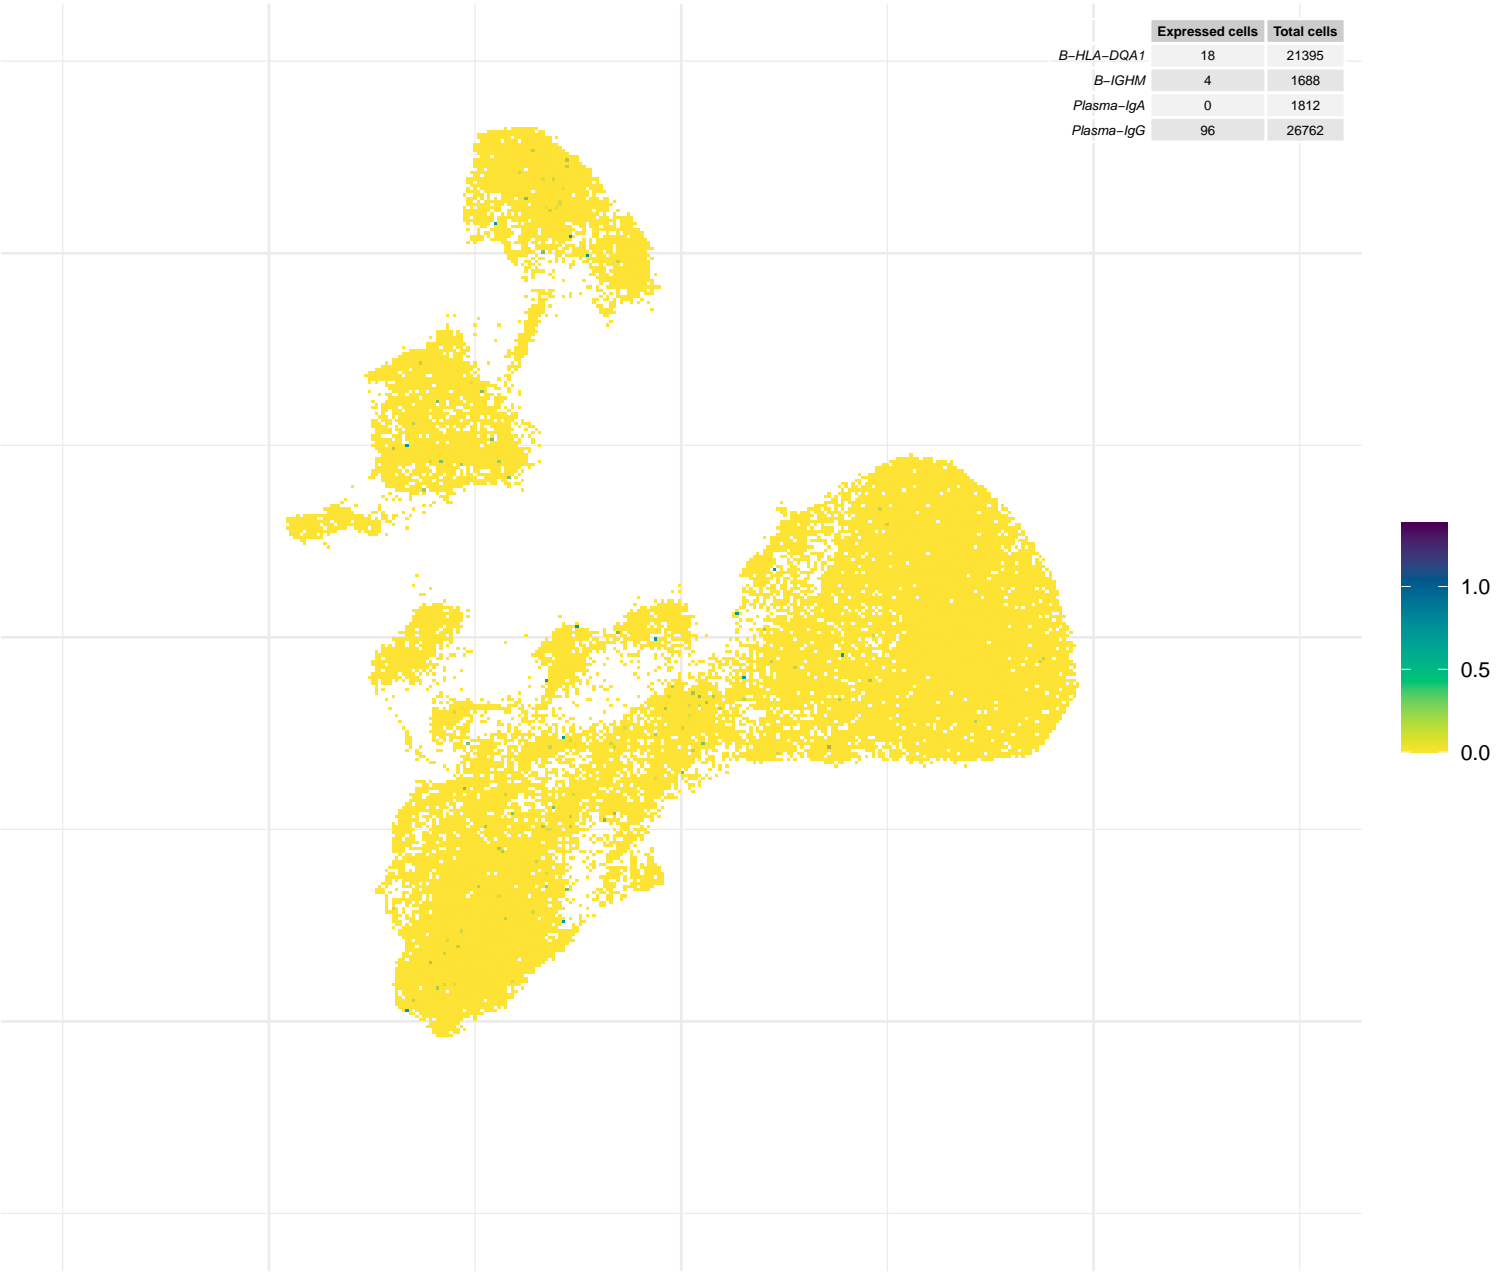 Expressed cells Total cells
B−HLA−DQA1 18 21395
B−IGHM 4 1688
Plasma−IgA 0 1812
Plasma−IgG 96 26762
1.0
0.5
0.0